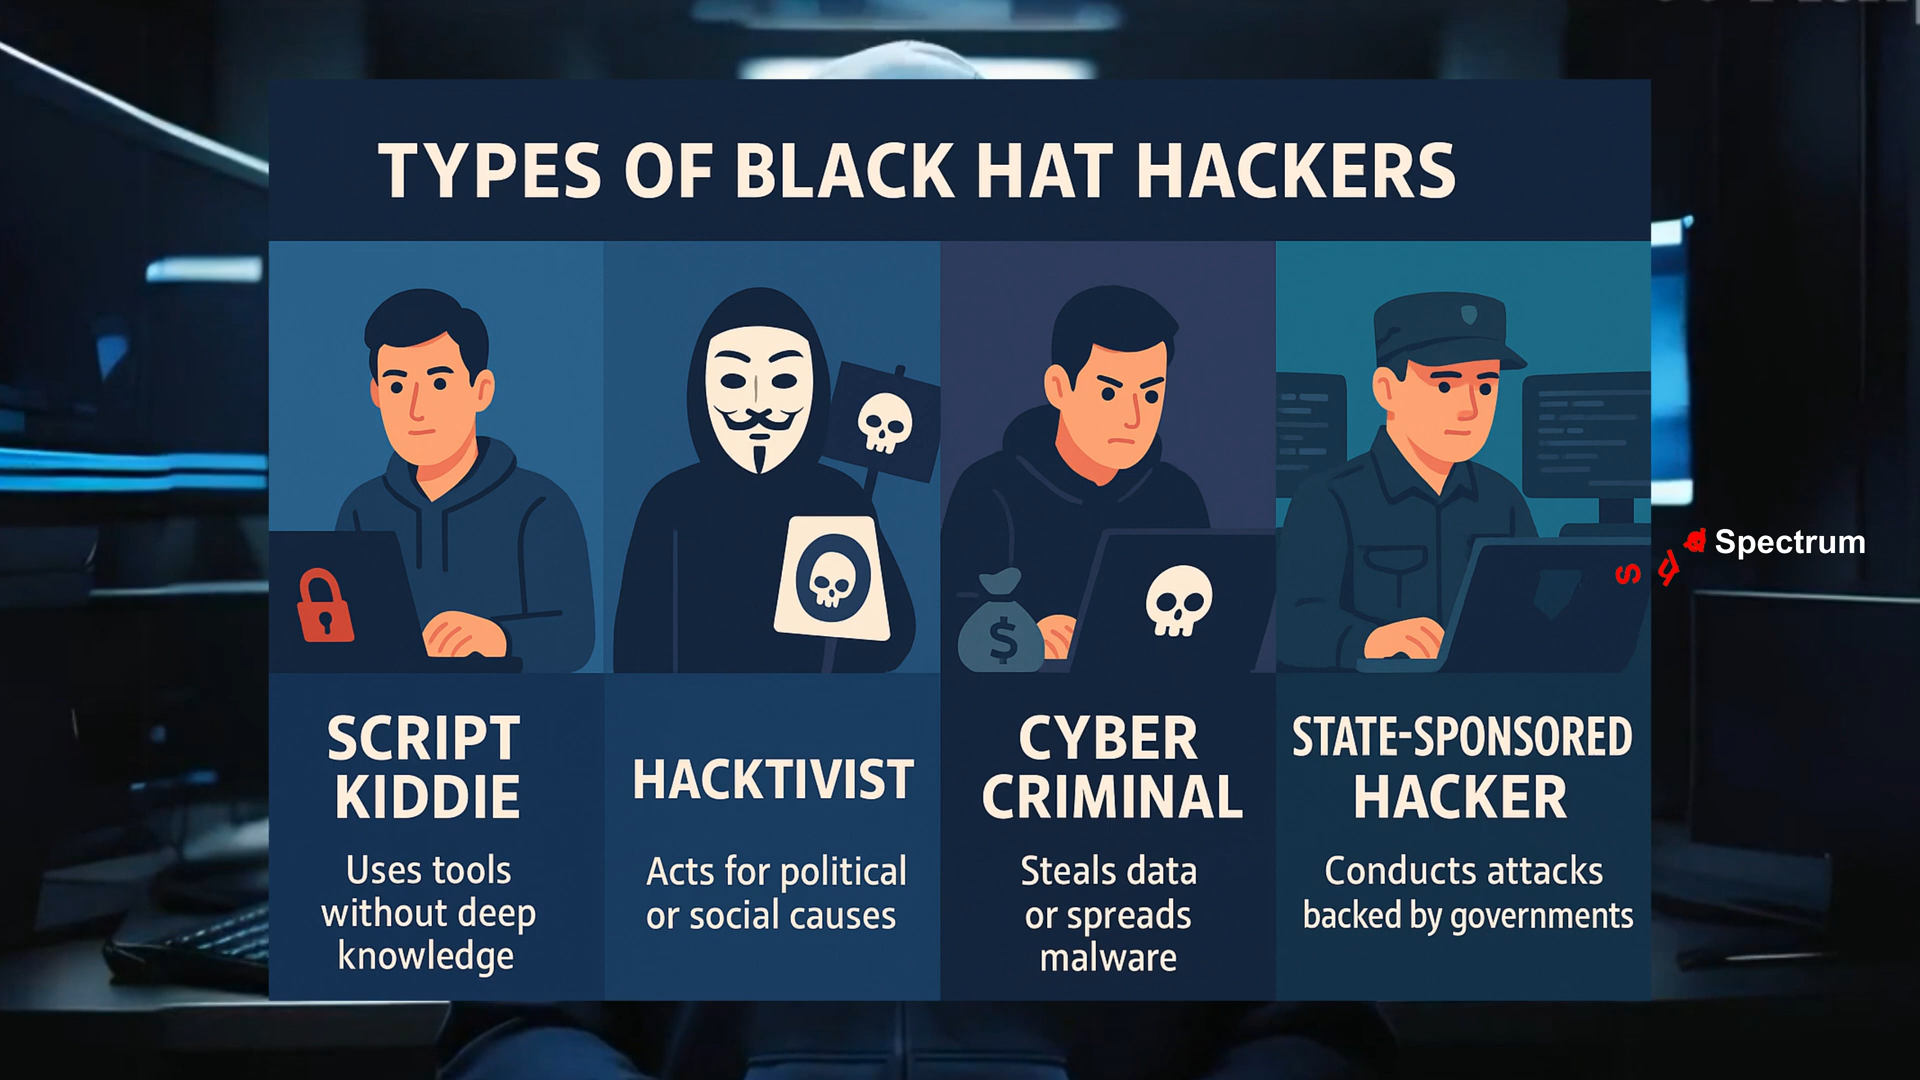 TYPES OF BLACK HAT HACKERS
SCRIPT
KIDDIE
Uses tools
without deep
knowledge
HACKTIVIST
Acts for political
or social causes
CYBER
CRIMINAL
$
Steals data
or spreads
malware
STATE-SPONSORED
HACKER
Conducts attacks
backed by governments
Spectrum